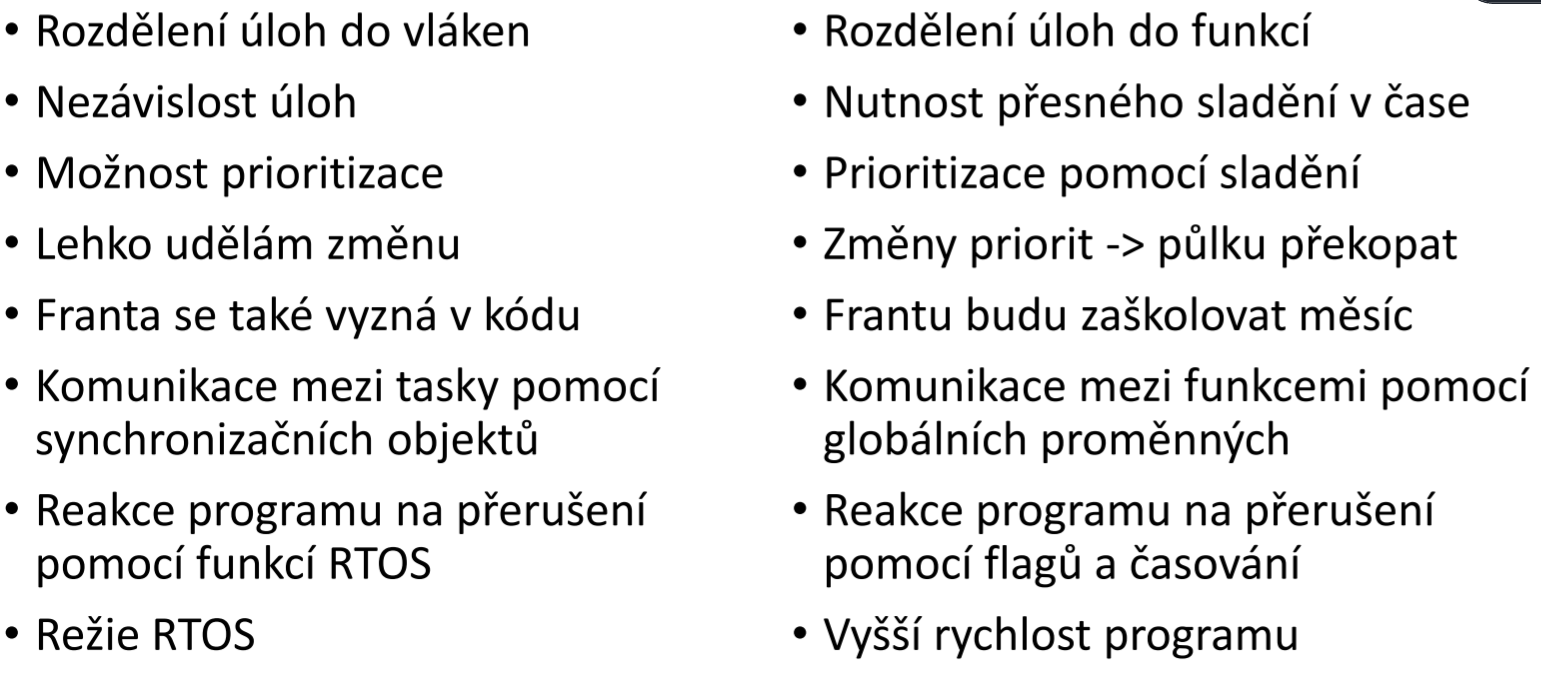 • Rozdělení úloh do vláken
• Nezávislost úloh
• Možnost prioritizace
• Lehko udělám změnu
• Franta se také vyzná v kódu
• Komunikace mezi tasky pomocí
synchronizačních objektů
• Reakce programu na přerušení
pomocí funkcí RTOS
• Režie RTOS
• Rozdělení úloh do funkcí
• Nutnost přesného sladění v čase
• Prioritizace pomocí sladění
• Změny priorit -> půlku překopat
• Frantu budu zaškolovat měsíc
• Komunikace mezi funkcemi pomocí
globálních proměnných
• Reakce programu na přerušení
pomocí flagů a časování
• Vyšší rychlost programu